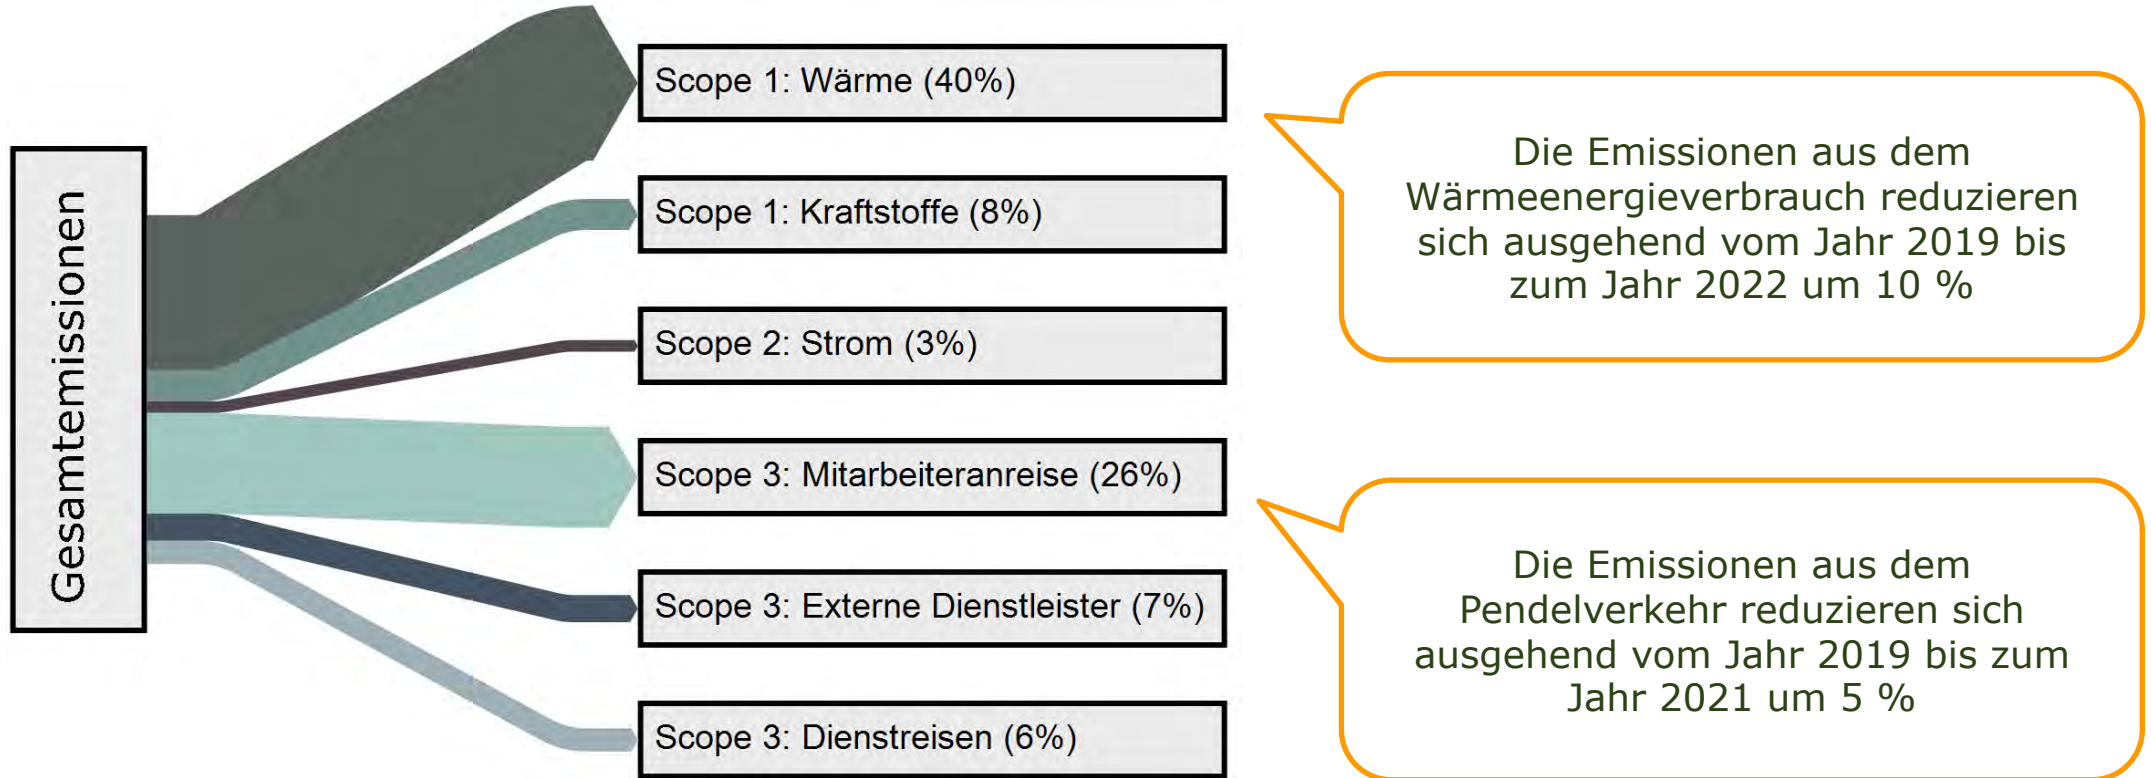 Gesamtemissionen
Scope 1: Wärme (40%)
Scope 1: Kraftstoffe (8%)
Scope 2: Strom (3%)
Scope 3: Mitarbeiteranreise (26%)
Scope 3: Externe Dienstleister (7%)
Scope 3: Dienstreisen (6%)
Die Emissionen aus dem
Wärmeenergieverbrauch reduzieren
sich ausgehend vom Jahr 2019 bis
zum Jahr 2022 um 10 %
Die Emissionen aus dem
Pendelverkehr reduzieren sich
ausgehend vom Jahr 2019 bis zum
Jahr 2021 um 5 %